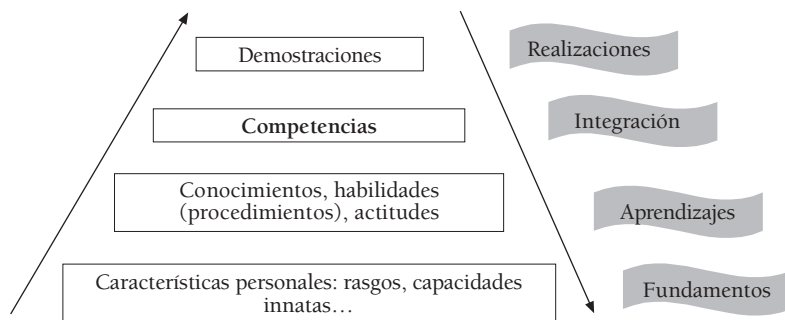 Demostraciones
Realizaciones
Competencias
Integración
Conocimientos, habilidades
(procedimientos), actitudes
Aprendizajes
Características personales: rasgos, capacidades
innatas…
Fundamentos